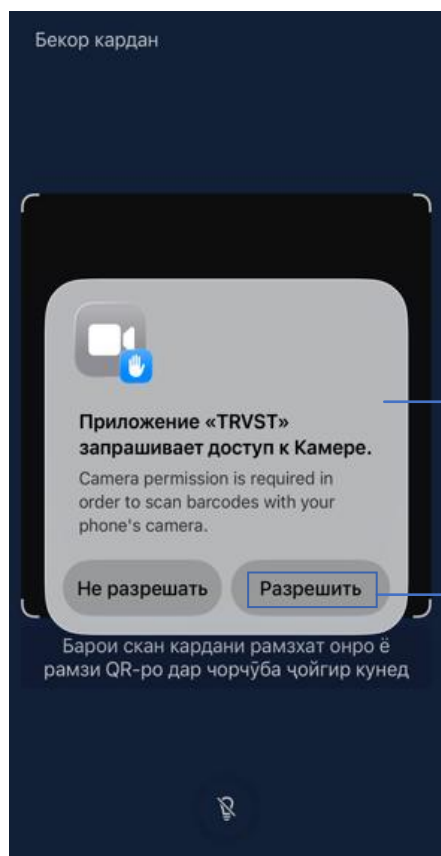 Бекор кардан
Приложение «TRVST»
запрашивает доступ к Камере.
Camera permission is required in
order to scan barcodes with your
phone's camera.
Не разрешать
Разрешить
Барои скан кардани рамзхат онро ё
рамзи QR-ро дар чорчӯба ҷойгир кунед